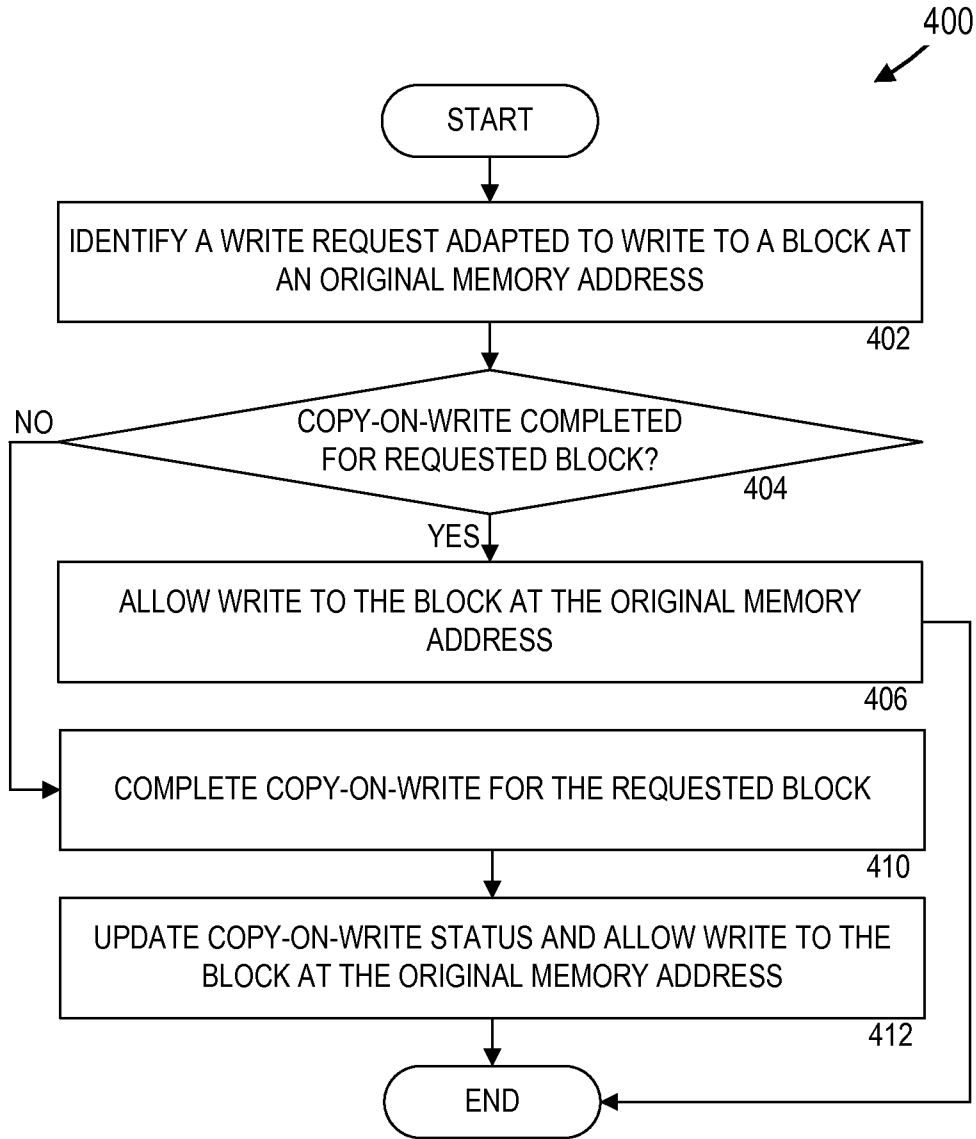 400
START
IDENTIFY A WRITE REQUEST ADAPTED TO WRITE TO A BLOCK AT
AN ORIGINAL MEMORY ADDRESS
402
NO
COPY-ON-WRITE COMPLETED
FOR REQUESTED BLOCK?
404
YES
ALLOW WRITE TO THE BLOCK AT THE ORIGINAL MEMORY
ADDRESS
406
COMPLETE COPY-ON-WRITE FOR THE REQUESTED BLOCK
410
UPDATE COPY-ON-WRITE STATUS AND ALLOW WRITE TO THE
BLOCK AT THE ORIGINAL MEMORY ADDRESS
412
END